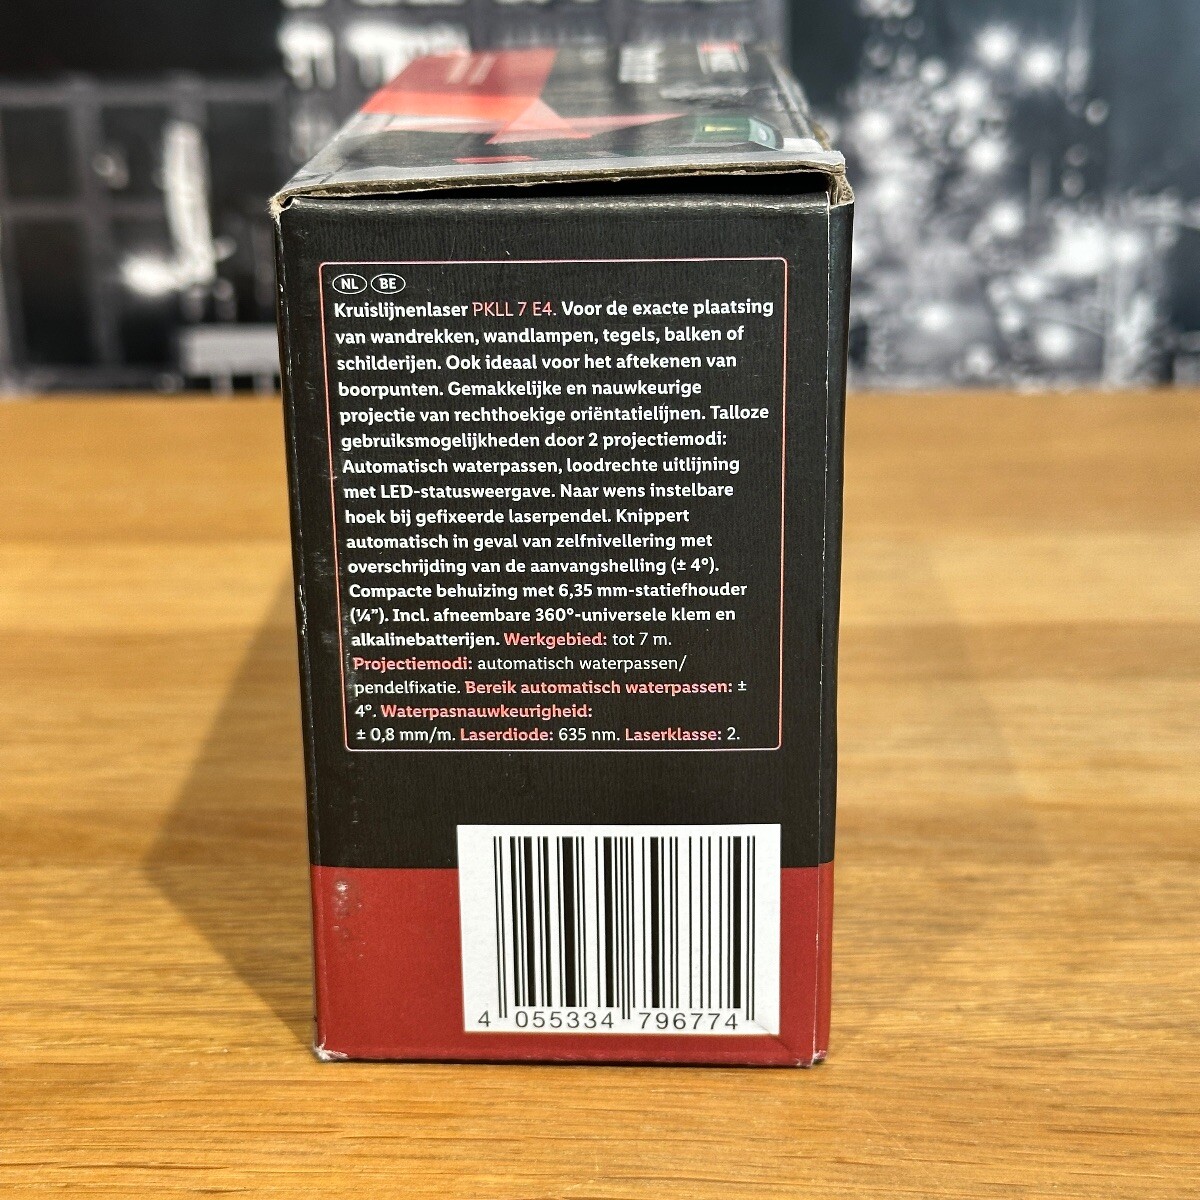 NL BE
Kruislijnenlaser PKLL 7 E4. Voor de exacte plaatsing
van wandrekken, wandlampen, tegels, balken of
schilderijen. Ook ideaal voor het aftekenen van
boorpunten. Gemakkelijke en nauwkeurige
projectie van rechthoekige oriëntatielijnen. Talloze
gebruiksmogelijkheden door 2 projectiemodi:
Automatisch waterpassen, loodrechte uitlijning
met LED-statusweergave. Naar wens instelbare
hoek bij gefixeerde laserpendel. Knippert
automatisch in geval van zelfnivellering met
overschrijding van de aanvangshelling (± 4°).
Compacte behuizing met 6,35 mm-statiefhouder
(¼"). Incl. afneembare 360°-universele klem en
alkalinebatterijen. Werkgebied: tot 7 m.
Projectiemodi: automatisch waterpassen/
pendelfixatie. Bereik automatisch waterpassen: ±
4°. Waterpasnauwkeurigheid:
± 0,8 mm/m. Laserdiode: 635 nm. Laserklasse: 2.
4 055334 796774